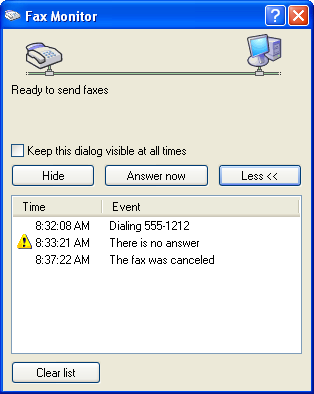 Fax Monitor
Ready to send faxes
Keep this dialog visible at all times
Hide Answer now Less <<
Time Event
8:32:08 AM Dialing 555-1212
8:33:21 AM There is no answer
8:37:22 AM The fax was canceled
Clear list